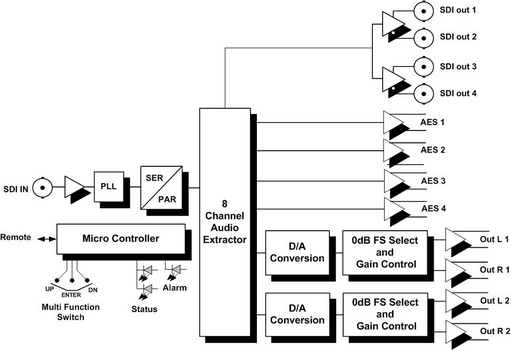 SDI out 1
SDI out 2
SDI out 3
SDI out 4
AES 1
AES 2
AES 3
AES 4
SDI IN
PLL
SER
PAR
8
Channel
Audio
Extractor
Remote
Micro Controller
UP
ENTER
DN
Multi Function
Switch
Alarm
Status
D/A
Conversion
0dB FS Select
and
Gain Control
Out L 1
Out R 1
D/A
Conversion
0dB FS Select
and
Gain Control
Out L 2
Out R 2